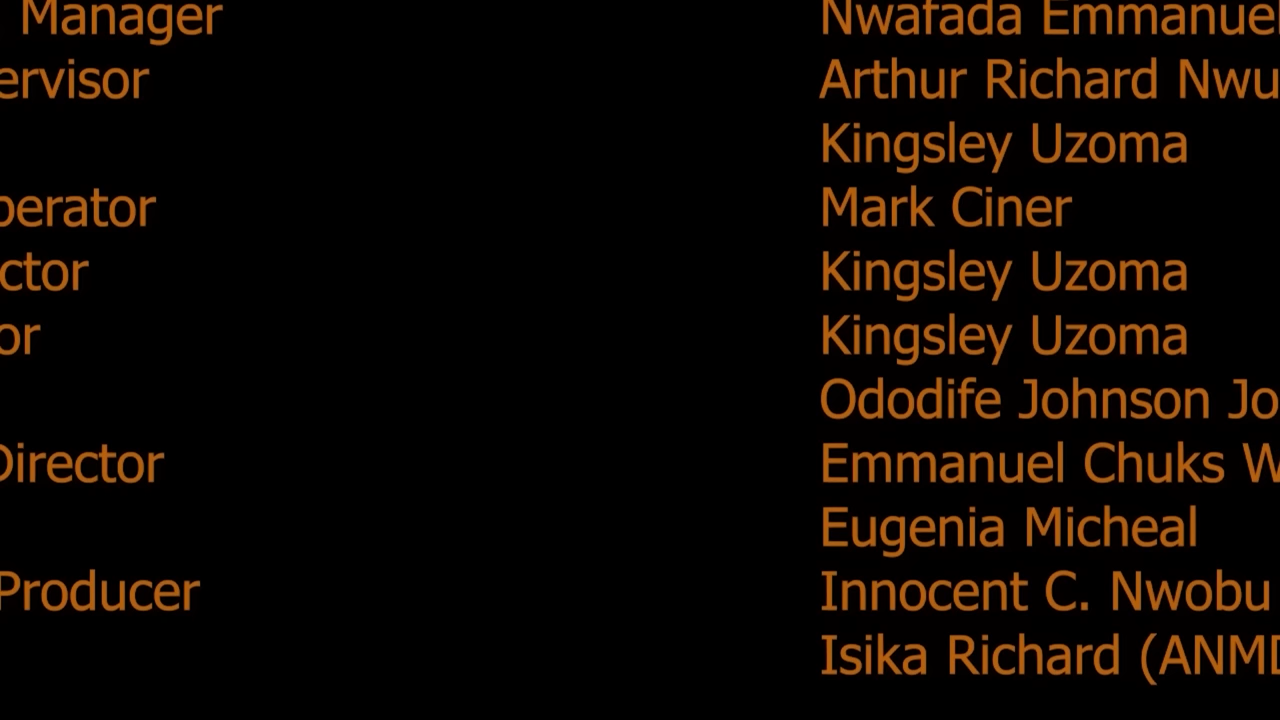 Manager Nwafada Emmanuel
ervisor Arthur Richard Nwu
Kingsley Uzoma
perator Mark Ciner
ctor Kingsley Uzoma
or Kingsley Uzoma
Ododife Johnson Jo
Director Emmanuel Chuks W
Eugenia Micheal
Producer Innocent C. Nwobu
Isika Richard (ANMD